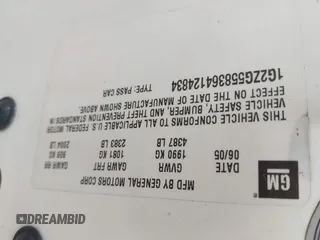 MFD BY GENERAL MOTORS CORP
DATE GVWR GAWR FRT GAWR RR
06/05 1990 KG 1081 KG 909 KG
4387 LB 2383 LB 2004 LB
THIS VEHICLE CONFORMS TO ALL APPLICABLE U.S. FEDERAL MOTOR
VEHICLE SAFETY, BUMPER, AND THEFT PREVENTION STANDARDS IN
EFFECT ON THE DATE OF MANUFACTURE SHOWN ABOVE.
1G2ZG558364124834 TYPE: PASS CAR
GM
DREAMBID